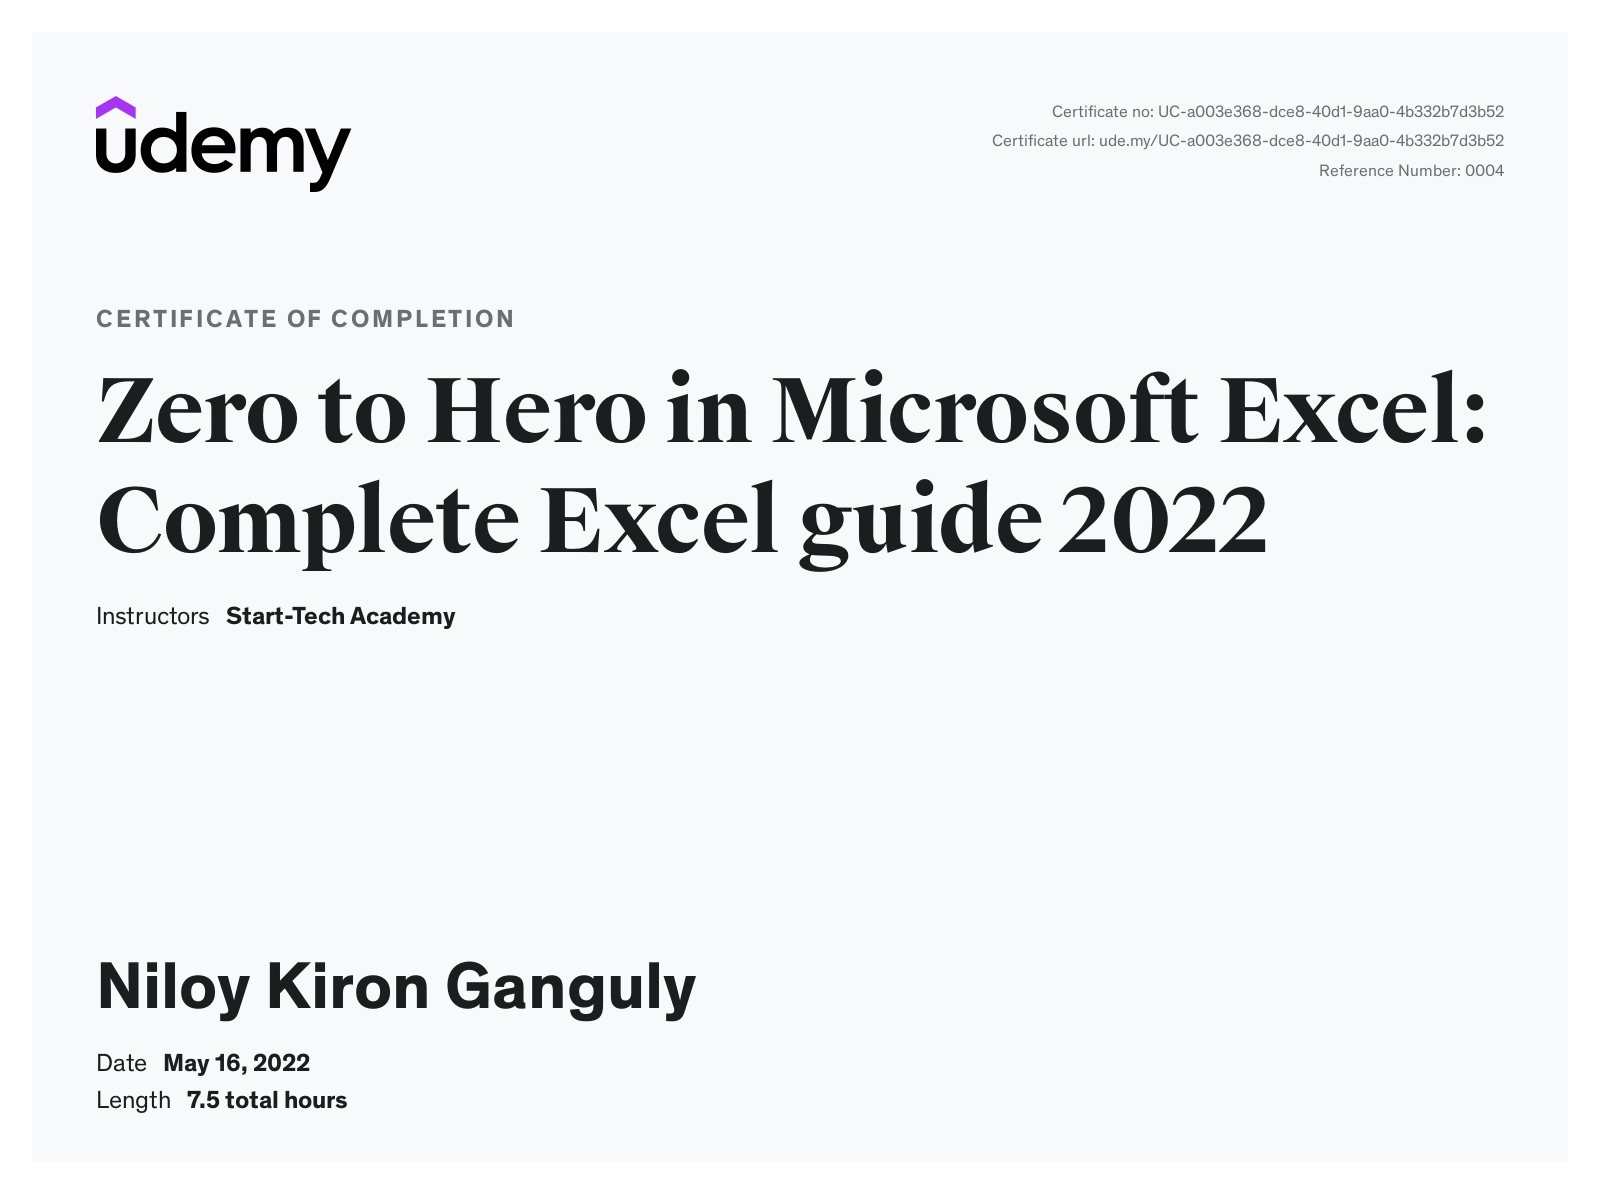 udemy
Certificate no: UC-a003e368-dce8-40d1-9aa0-4b332b7d3b52
Certificate url: ude.my/UC-a003e368-dce8-40d1-9aa0-4b332b7d3b52
Reference Number: 0004
CERTIFICATE OF COMPLETION
Zero to Hero in Microsoft Excel:
Complete Excel guide 2022
Instructors Start-Tech Academy
Niloy Kiron Ganguly
Date May 16, 2022
Length 7.5 total hours